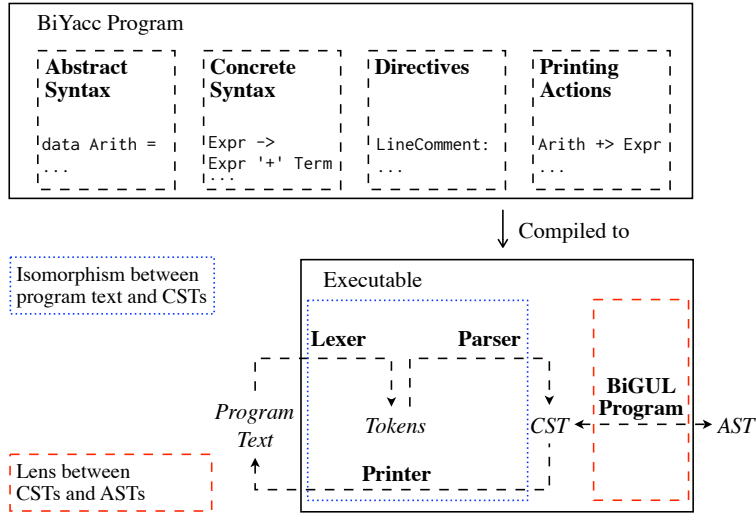 BiYacc Program
Abstract
Syntax
data Arith =
...
Concrete
Syntax
Expr ->
Expr '+' Term
...
Directives
LineComment:
...
Printing
Actions
Arith +> Expr
...
Compiled to
Isomorphism between
program text and CSTs
Executable
Lexer
Parser
BiGUL
Program
Program
Text
Tokens
CST
AST
Printer
Lens between
CSTs and ASTs